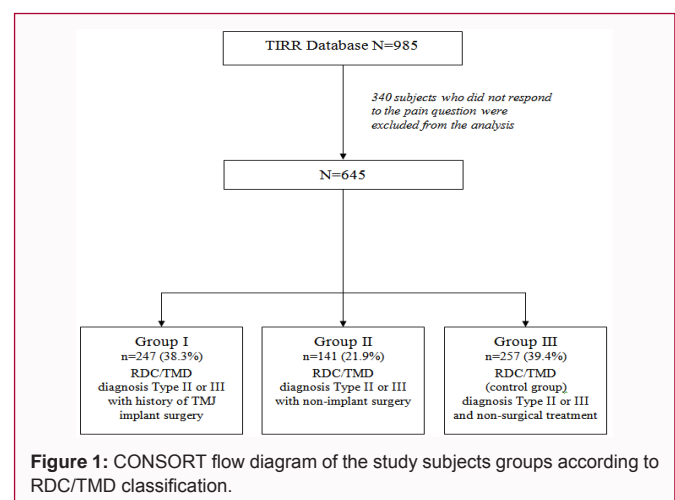 TIRR Database N=985
340 subjects who did not respond
to the pain question were
excluded from the analysis
N=645
Group I
n=247 (38.3%)
RDC/TMD
diagnosis Type II or III
with history of TMJ
implant surgery
Group II
n=141 (21.9%)
RDC/TMD
diagnosis Type II or III
with non-implant surgery
Group III
n=257 (39.4%)
RDC/TMD
(control group)
diagnosis Type II or III
and non-surgical treatment
Figure 1: CONSORT flow diagram of the study subjects groups according to
RDC/TMD classification.